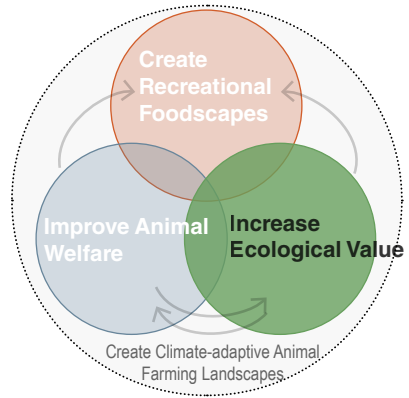 Create
Recreational
Foodscapes
Improve Animal
Welfare
Increase
Ecological Value
Create Climate-adaptive Animal
Farming Landscapes